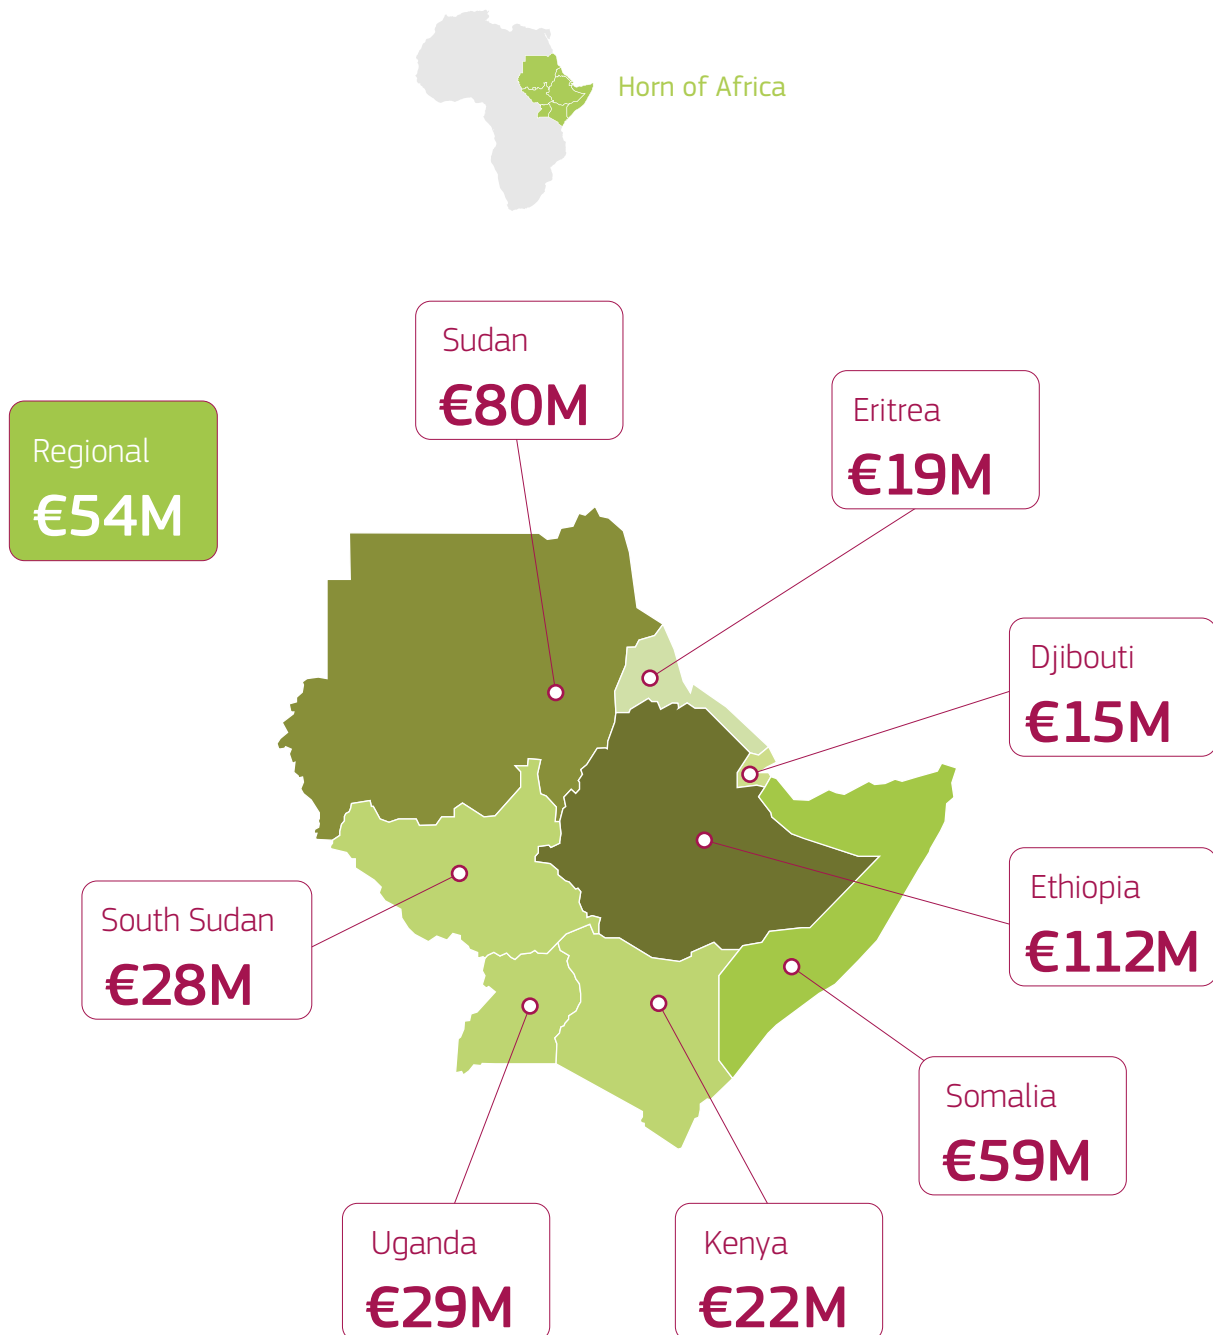 Horn of Africa
Sudan
€80M
Eritrea
€19M
Regional
€54M
Djibouti
€15M
Ethiopia
€112M
South Sudan
€28M
Somalia
€59M
Uganda
€29M
Kenya
€22M